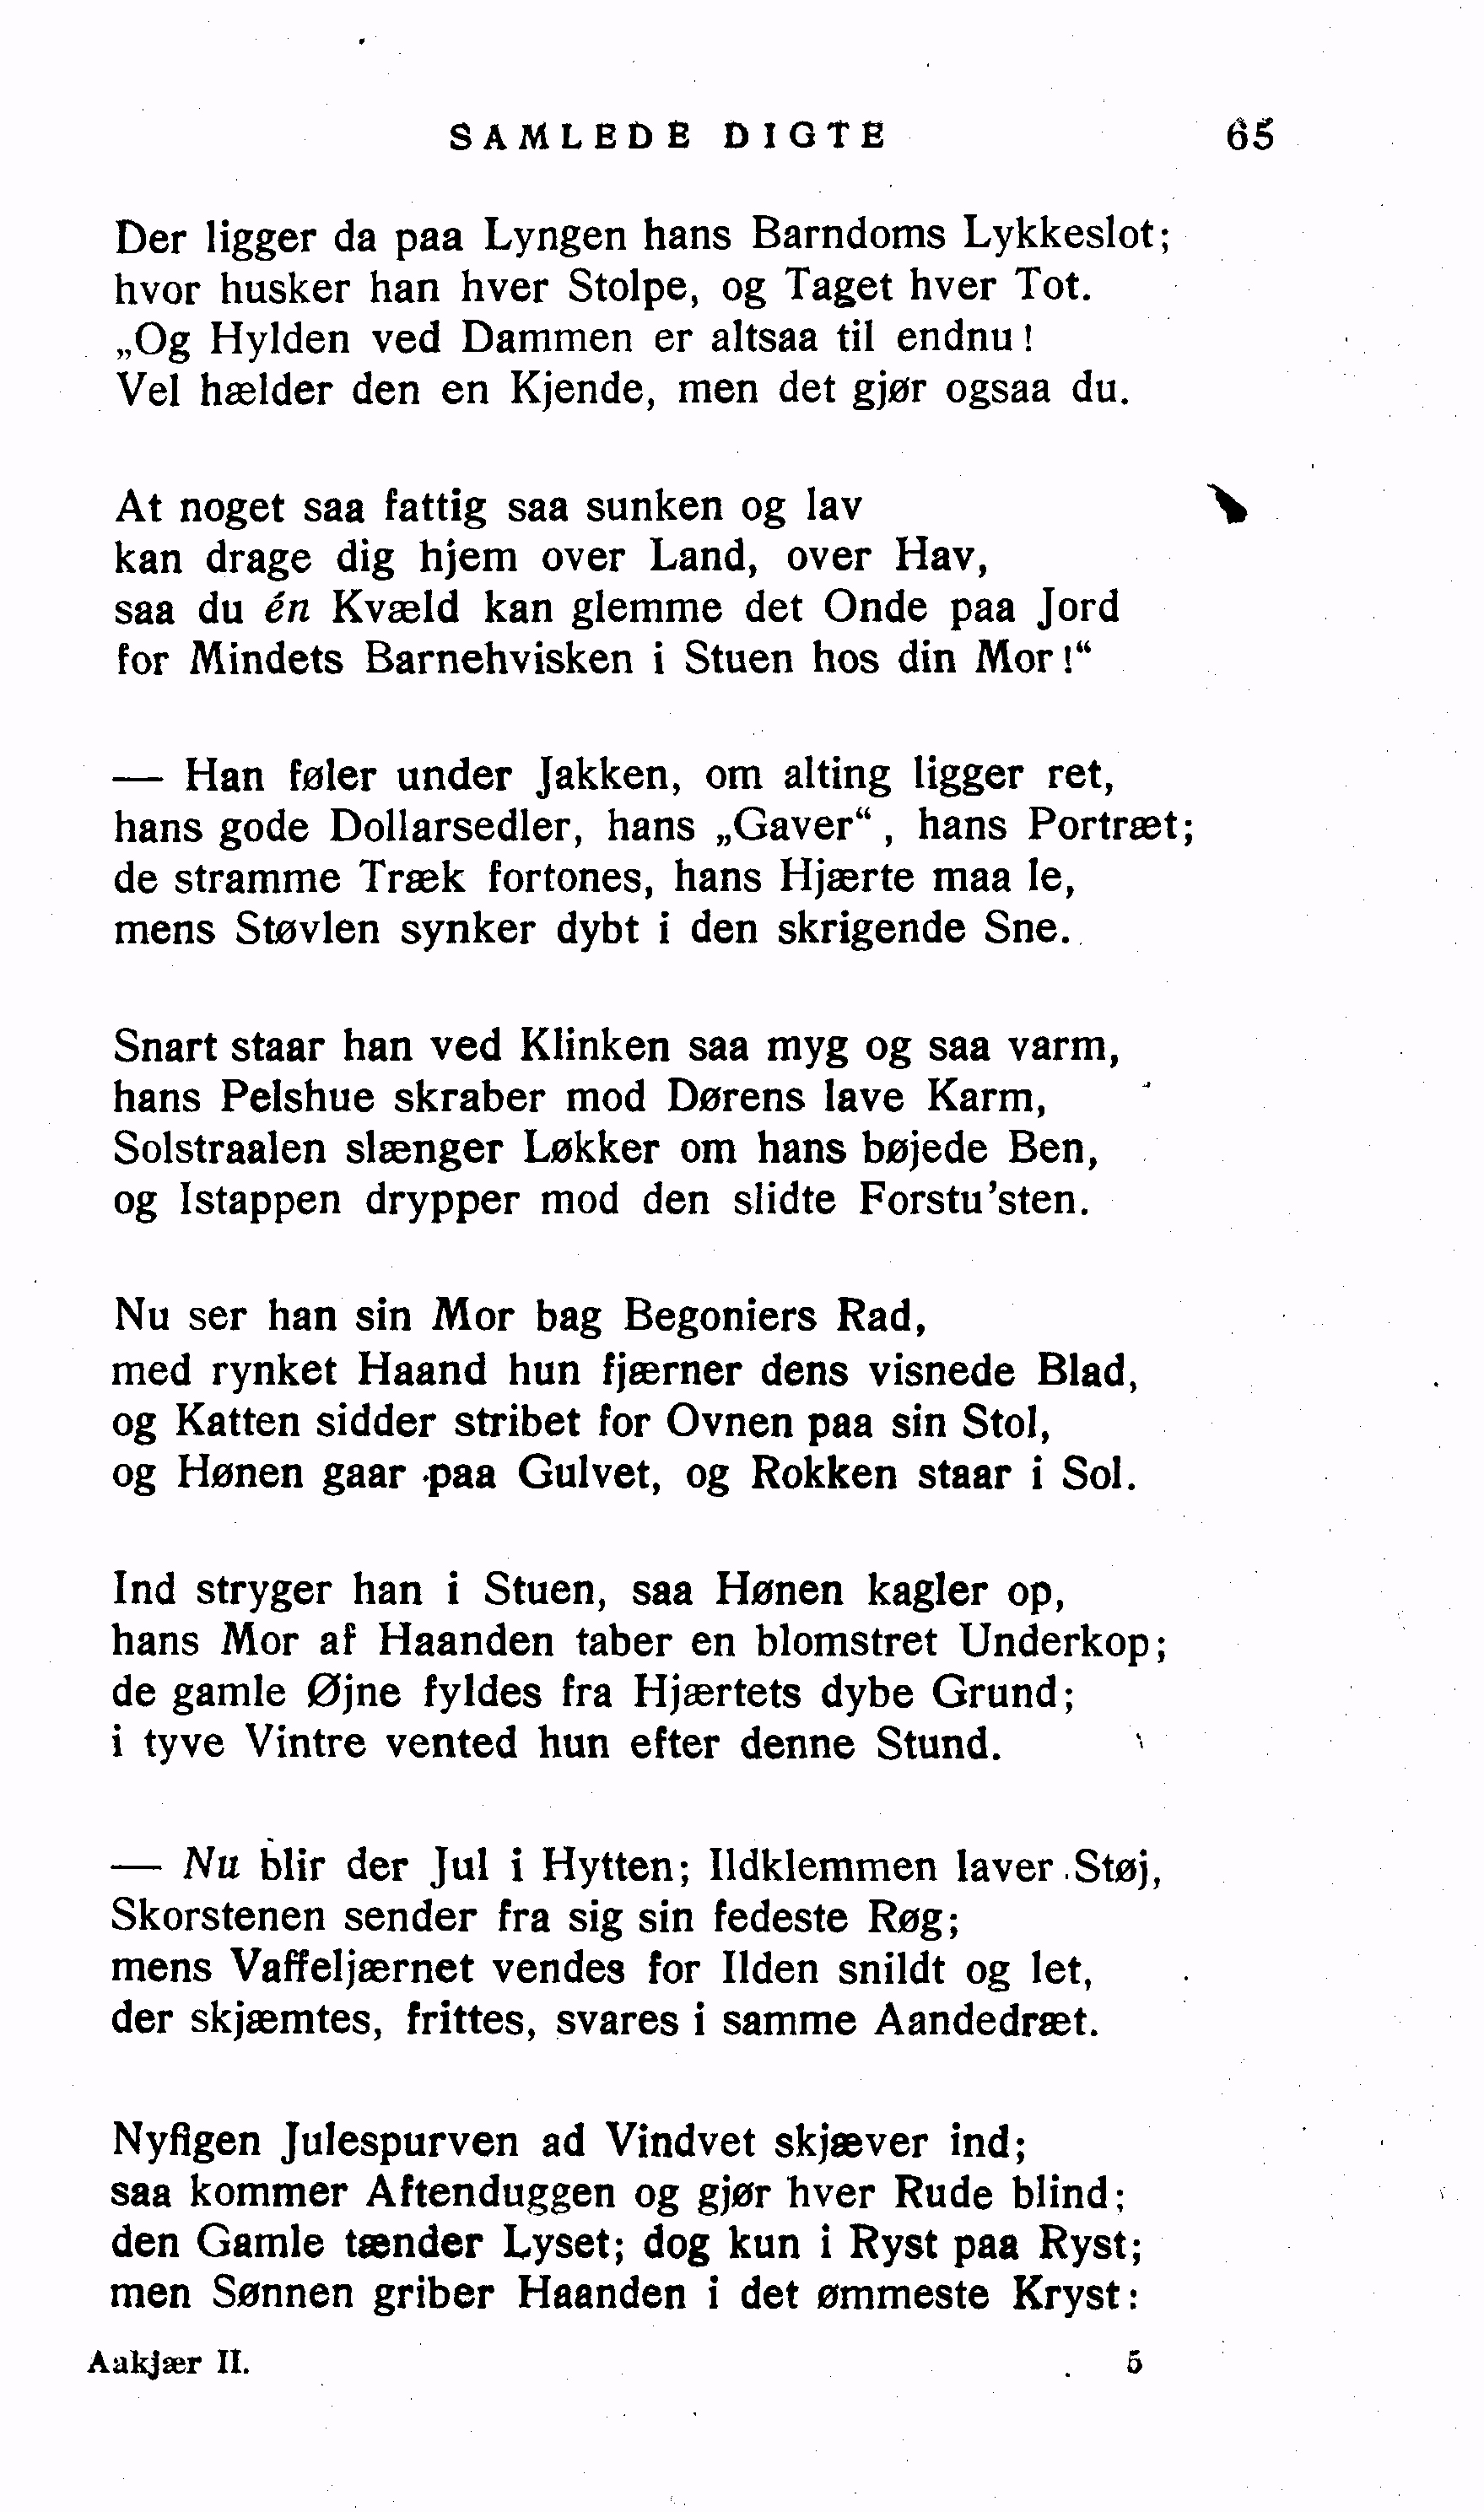 SAMLEDE DIGTE 65
Der ligger da paa Lyngen hans Barndoms Lykkeslot;
hvor husker han hver Stolpe, og Taget hver Tot.
„Og Hylden ved Dammen er altsaa til endnu!
Vel hælder den en Kjende, men det gjør ogsaa du.
At noget saa fattig saa sunken og lav
kan drage dig hjem over Land, over Hav,
saa du én Kvæld kan glemme det Onde paa Jord
for Mindets Barnehvisken i Stuen hos din Mor!“
— Han føler under Jakken, om alting ligger ret,
hans gode Dollarsedler, hans „Gaver“, hans Portræt;
de stramme Træk fortones, hans Hjærte maa le,
mens Støvlen synker dybt i den skrigende Sne.
Snart staar han ved Klinken saa myg og saa varm,
hans Pelshue skraber mod Dørens lave Karm,
Solstraalen slænger Løkker om hans bøjede Ben,
og Istappen drypper mod den slidte Forstu'sten.
Nu ser han sin Mor bag Begoniers Rad,
med rynket Haand hun fjærner dens visnede Blad,
og Katten sidder stribet for Ovnen paa sin Stol,
og Hønen gaar paa Gulvet, og Rokken staar i Sol.
Ind stryger han i Stuen, saa Hønen kagler op,
hans Mor af Haanden taber en blomstret Underkop;
de gamle Øjne fyldes fra Hjærtets dybe Grund;
i tyve Vintre vented hun efter denne Stund.
— Nu blir der Jul i Hytten; Ildklemmen laver Støj,
Skorstenen sender fra sig sin fedeste Røg;
mens Vaffeljærnet vendes for Ilden snildt og let,
der skjæmtes, frittes, svares i samme Aandedræt.
Nyfigen Julespurven ad Vindvet skjæver ind;
saa kommer Aftenduggen og gjør hver Rude blind;
den Gamle tænder Lyset; dog kun i Ryst paa Ryst;
men Sønnen griber Haanden i det ømmeste Kryst:
Aakjær II. 5